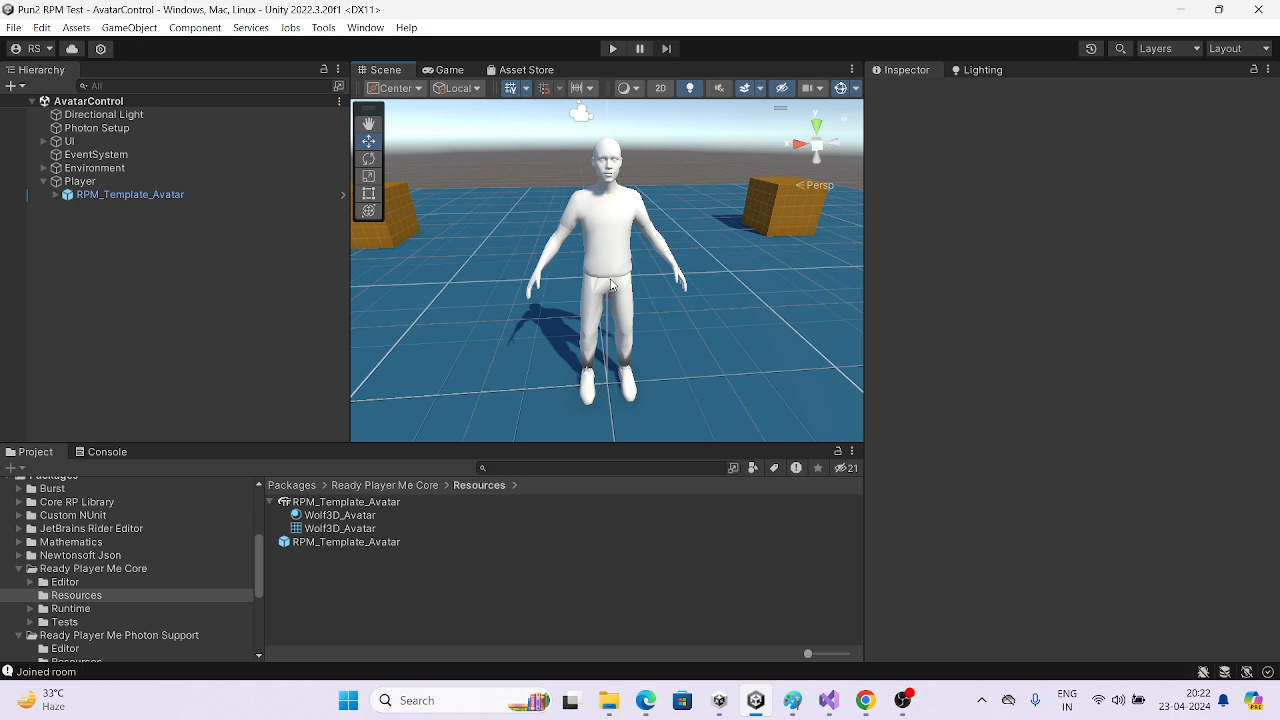 Pun2 RPM Test - AvatarControl - Windows, Mac, Linux - Unity 2022.3.20f1 <DX11>
File Edit Assets GameObject Component Services Jobs Tools Window Help
RS Layers Layout
Hierarchy Scene Game Asset Store Inspector Lighting
All Center Local 2D
AvatarControl
Directional Light
Photon Setup
UI
EventSystem
Environment
Player
RPM_Template_Avatar
y
x
Persp
Project Console
21
Packages
Burst
Core RP Library
Custom NUnit
JetBrains Rider Editor
Mathematics
Newtonsoft Json
Ready Player Me Core
Editor
Resources
Runtime
Tests
Ready Player Me Photon Support
Editor
Resources
Packages > Ready Player Me Core > Resources >
RPM_Template_Avatar
Wolf3D_Avatar
Wolf3D_Avatar
RPM_Template_Avatar
Joined room
33°C
Haze
Search
ENG
IN
20:22
23-04-2024